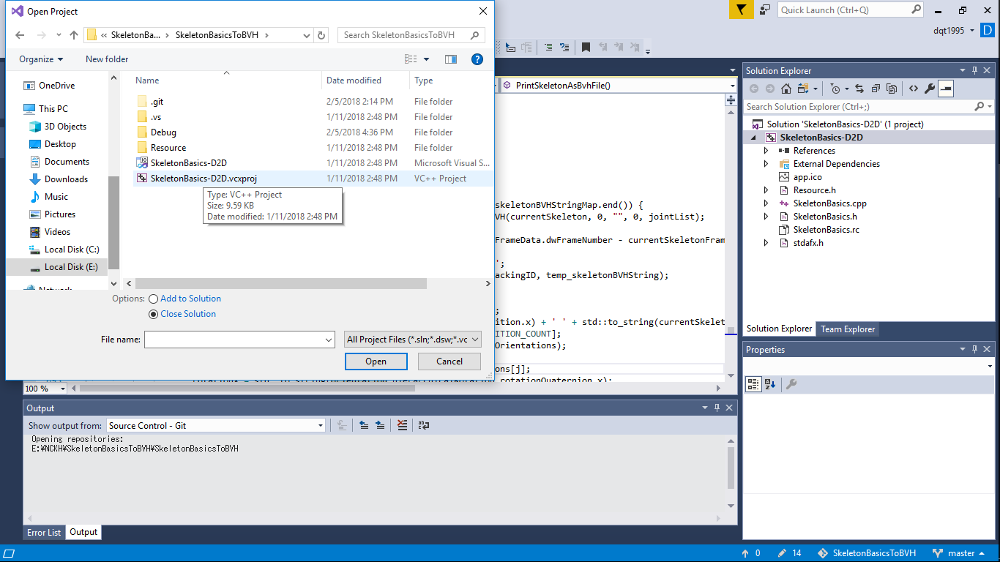 Open Project
Quick Launch (Ctrl+Q)
dqt1995
D
« SkeletonBa... › SkeletonBasicsToBVH ›
Search SkeletonBasicsToBVH
Organize
New folder
?
OneDrive
This PC
3D Objects
Desktop
Documents
Downloads
Music
Pictures
Videos
Local Disk (C:)
Local Disk (E:)
Name Date modified Type
.git 2/5/2018 2:14 PM File folder
.vs 1/11/2018 2:48 PM File folder
Debug 2/5/2018 4:36 PM File folder
Resource 1/11/2018 2:48 PM File folder
SkeletonBasics-D2D 1/11/2018 2:48 PM Microsoft Visual S...
SkeletonBasics-D2D.vcxproj 1/11/2018 2:48 PM VC++ Project
Type: VC++ Project
Size: 9.59 KB
Date modified: 1/11/2018 2:48 PM
Options: Add to Solution
Close Solution
File name:
All Project Files (*.sln;*.dsw;*.vc
Open
Cancel
PrintSkeletonAsBvhFile()
skeletonBVHStringMap.end()) {
VH(currentSkeleton, 0, "", 0, jointList);
FrameData.dwFrameNumber - currentSkeletonFram
';
ackingID, temp_skeletonBVHString);
;
ition.x) + ' ' + std::to_string(currentSkelet
ITION_COUNT];
Orientations);
ons[j];
rotationQuaternion.x);
100 %
Solution Explorer
Search Solution Explorer (Ctrl+;)
Solution 'SkeletonBasics-D2D' (1 project)
SkeletonBasics-D2D
References
External Dependencies
app.ico
Resource.h
SkeletonBasics.cpp
SkeletonBasics.h
SkeletonBasics.rc
stdafx.h
Solution Explorer
Team Explorer
Properties
Output
Show output from: Source Control - Git
Opening repositories:
E:¥NCKH¥SkeletonBasicsToBVH¥SkeletonBasicsToBVH
Error List
Output
0
14
SkeletonBasicsToBVH
master